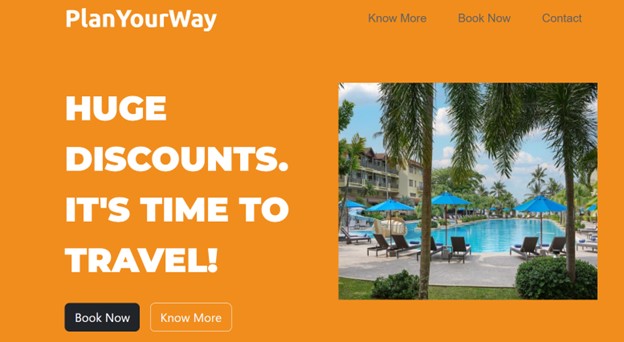 PlanYourWay
Know More
Book Now
Contact
HUGE
DISCOUNTS.
IT'S TIME TO
TRAVEL!
Book Now
Know More